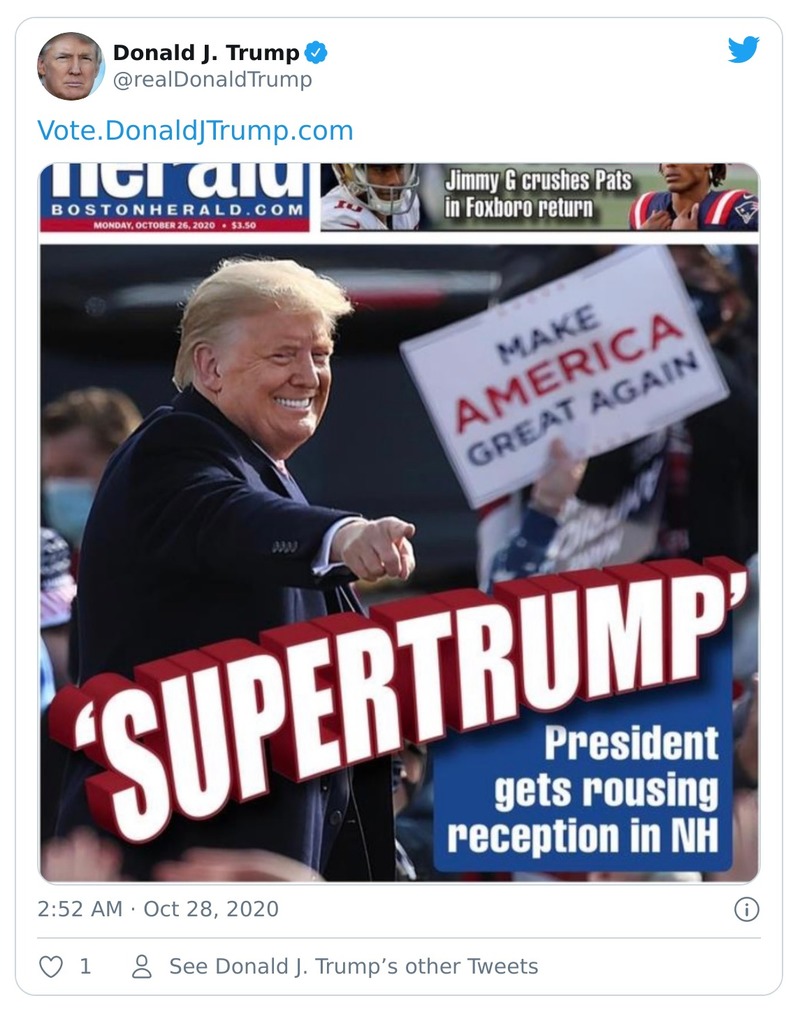 Donald J. Trump
@realDonaldTrump
Vote.DonaldJTrump.com
Herald
BOSTONHERALD.COM
MONDAY, OCTOBER 26, 2020 • $3.50
Jimmy G crushes Pats
in Foxboro return
10
MAKE
AMERICA
GREAT AGAIN
‘SUPERTRUMP’
President
gets rousing
reception in NH
2:52 AM · Oct 28, 2020
1
See Donald J. Trump’s other Tweets